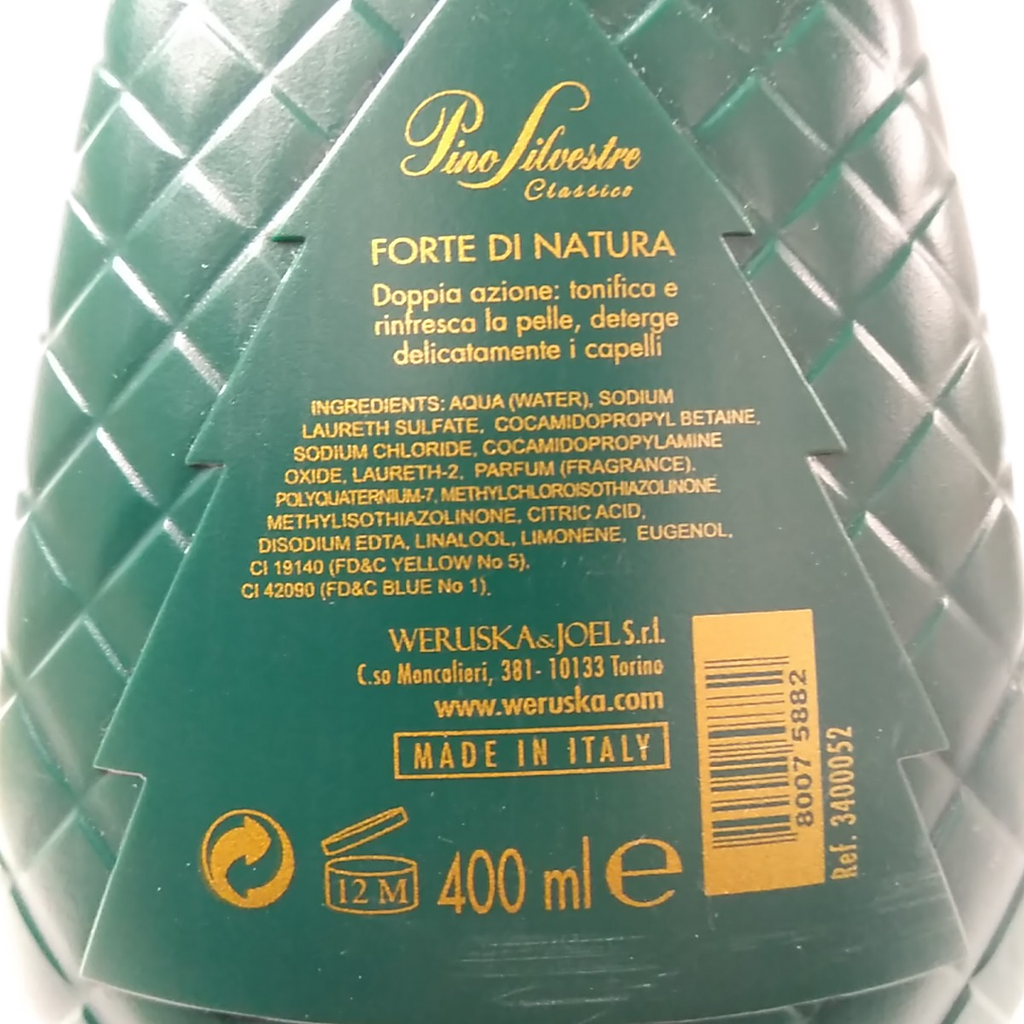 Pino Silvestre
Classico
FORTE DI NATURA
Doppia azione: tonifica e
rinfresca la pelle, deterge
delicatamente i capelli
INGREDIENTS: AQUA (WATER), SODIUM
LAURETH SULFATE, COCAMIDOPROPYL BETAINE,
SODIUM CHLORIDE, COCAMIDOPROPYLAMINE
OXIDE, LAURETH-2, PARFUM (FRAGRANCE).
POLYQUATERNIUM-7, METHYLCHLOROISOTHIAZOLINONE,
METHYLISOTHIAZOLINONE, CITRIC ACID,
DISODIUM EDTA, LINALOOL, LIMONENE, EUGENOL,
CI 19140 (FD&C YELLOW No 5),
CI 42090 (FD&C BLUE No 1).
WERUSKA&JOEL S.r.l.
C.so Moncalieri, 381- 10133 Torino
www.weruska.com
MADE IN ITALY
12 M
400 ml e
8007 5882
Ref. 3400052